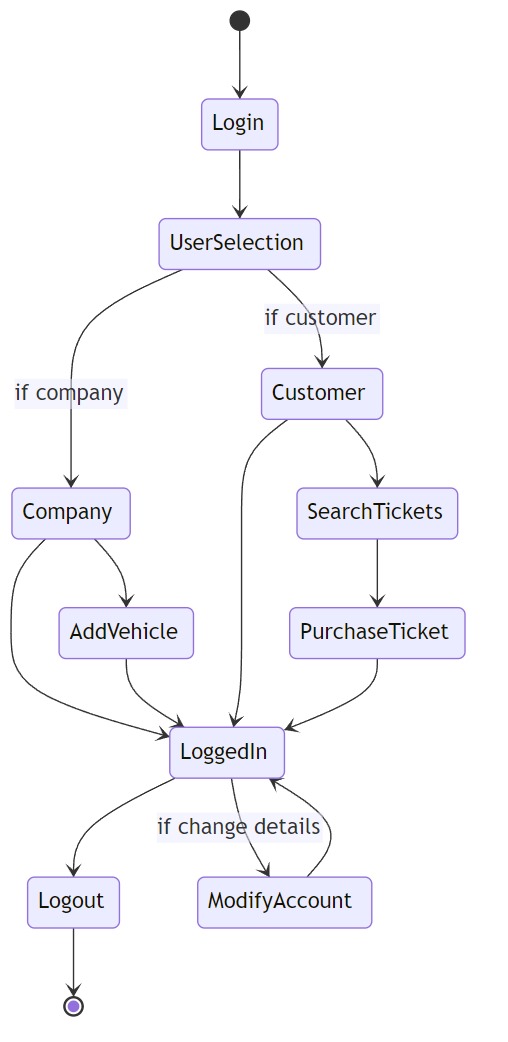 Login
UserSelection
if customer
if company
Customer
Company
SearchTickets
AddVehicle
PurchaseTicket
LoggedIn
if change details
Logout
ModifyAccount